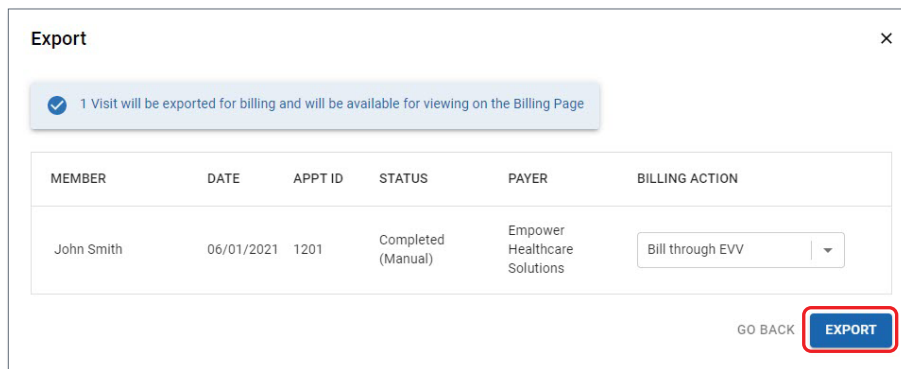 Export
1 Visit will be exported for billing and will be available for viewing on the Billing Page
MEMBER DATE APPT ID STATUS PAYER BILLING ACTION
John Smith 06/01/2021 1201 Completed (Manual) Empower Healthcare Solutions Bill through EVV
GO BACK EXPORT